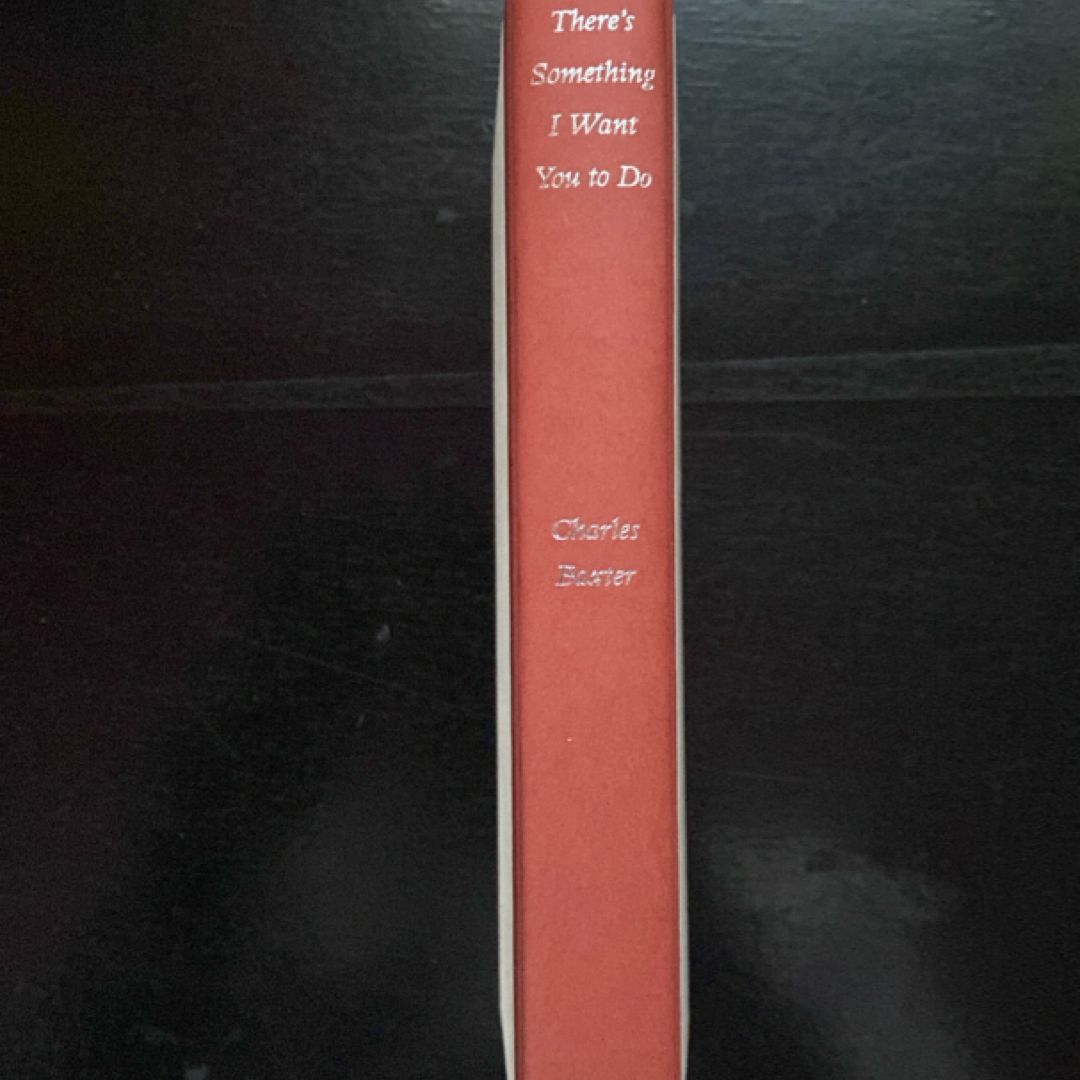 There's
Something
I Want
You to Do
Charles
Baxter